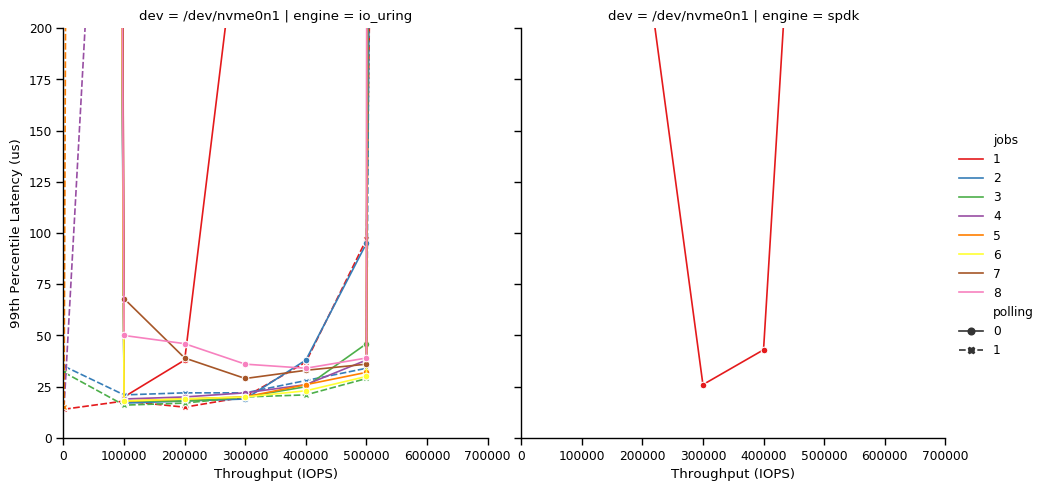 dev = /dev/nvme0n1 | engine = io_uring
dev = /dev/nvme0n1 | engine = spdk
99th Percentile Latency (us)
200
175
150
125
100
75
50
25
0
0 100000 200000 300000 400000 500000 600000 700000
Throughput (IOPS)
0 100000 200000 300000 400000 500000 600000 700000
Throughput (IOPS)
jobs
1
2
3
4
5
6
7
8
polling
0
1